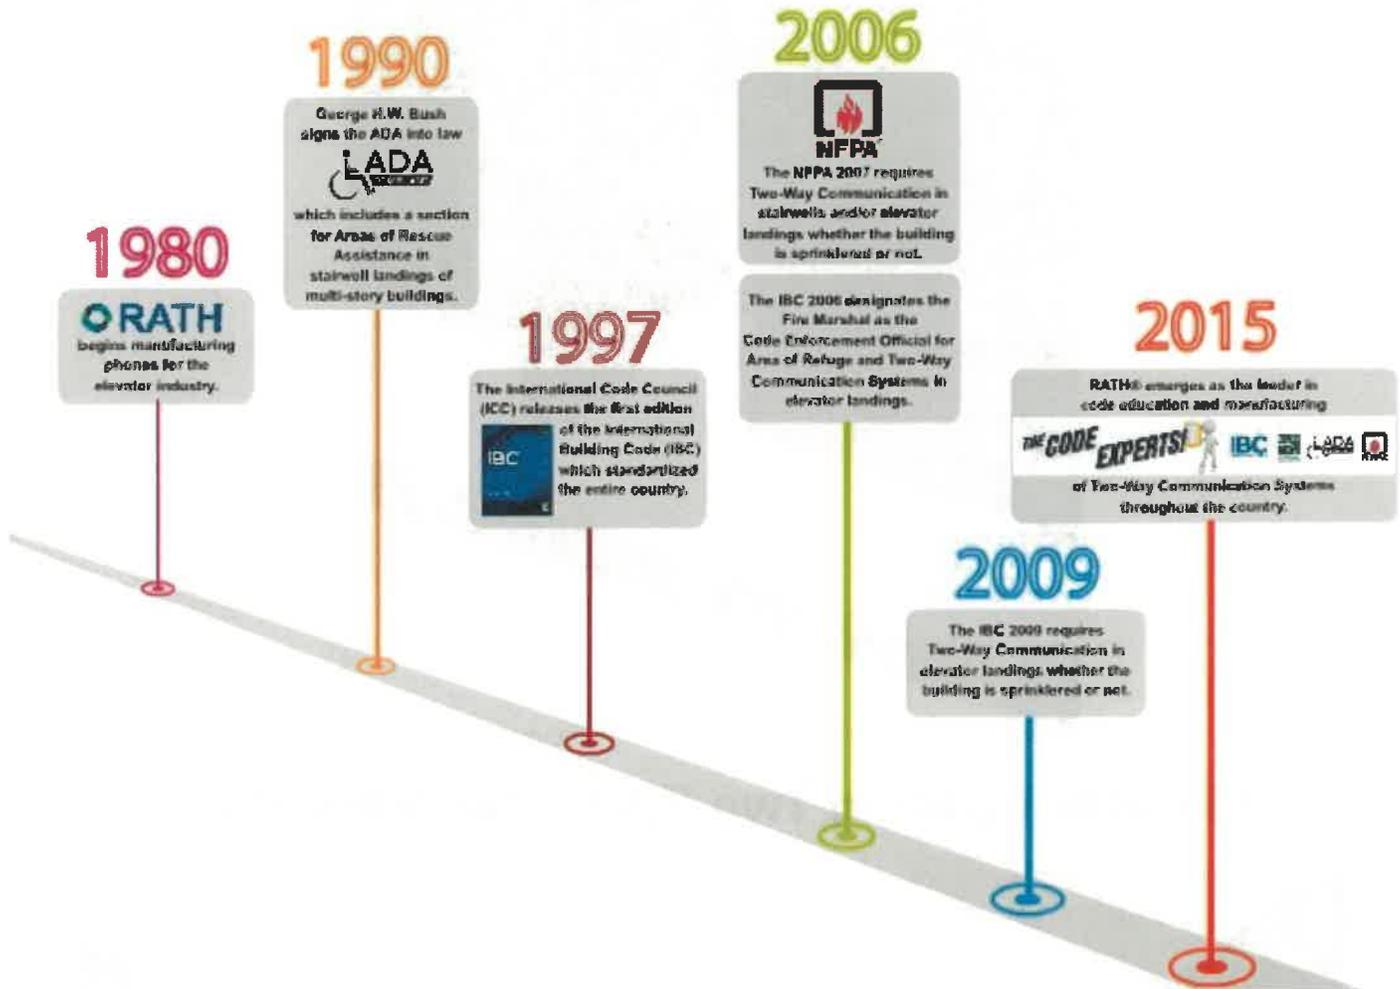 1980
RATH
begins manufacturing
phones for the
elevator industry.
1990
George H.W. Bush
signs the ADA into law
ADA
which includes a section
for Areas of Rescue
Assistance in
stairwell landings of
multi-story buildings.
1997
The International Code Council
(ICC) releases the first edition
of the International
Building Code (IBC)
which standardized
the entire country.
IBC
2006
NFPA
The NFPA 2007 requires
Two-Way Communication in
stairwells and/or elevator
landings whether the building
is sprinklered or not.
The IBC 2006 designates the
Fire Marshal as the
Code Enforcement Official for
Area of Refuge and Two-Way
Communication Systems in
elevator landings.
2009
The IBC 2009 requires
Two-Way Communication in
elevator landings whether the
building is sprinklered or not.
2015
RATH® emerges as the leader in
code education and manufacturing
THE CODE EXPERTS! IBC ADA
of Two-Way Communication Systems
throughout the country.